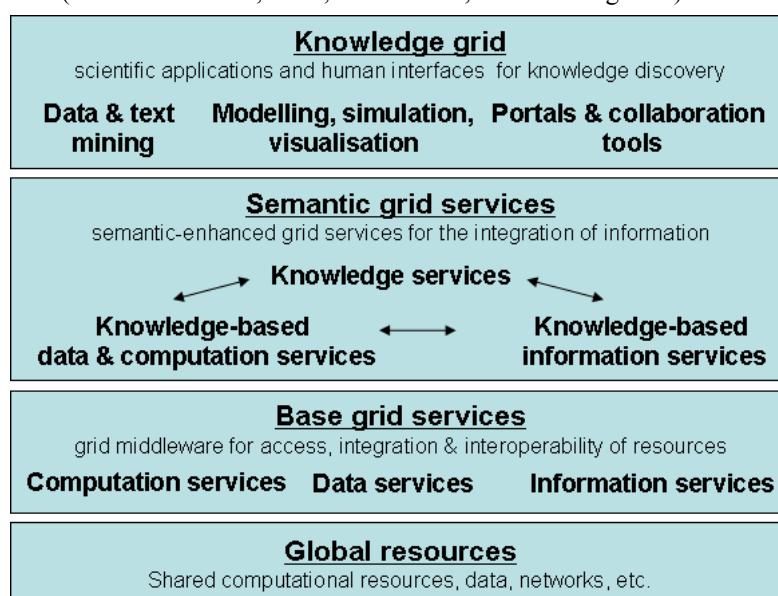 Knowledge grid
scientific applications and human interfaces for knowledge discovery
Data & text mining
Modelling, simulation, visualisation
Portals & collaboration tools
Semantic grid services
semantic-enhanced grid services for the integration of information
Knowledge services
Knowledge-based
data & computation services
Knowledge-based
information services
Base grid services
grid middleware for access, integration & interoperability of resources
Computation services Data services Information services
Global resources
Shared computational resources, data, networks, etc.